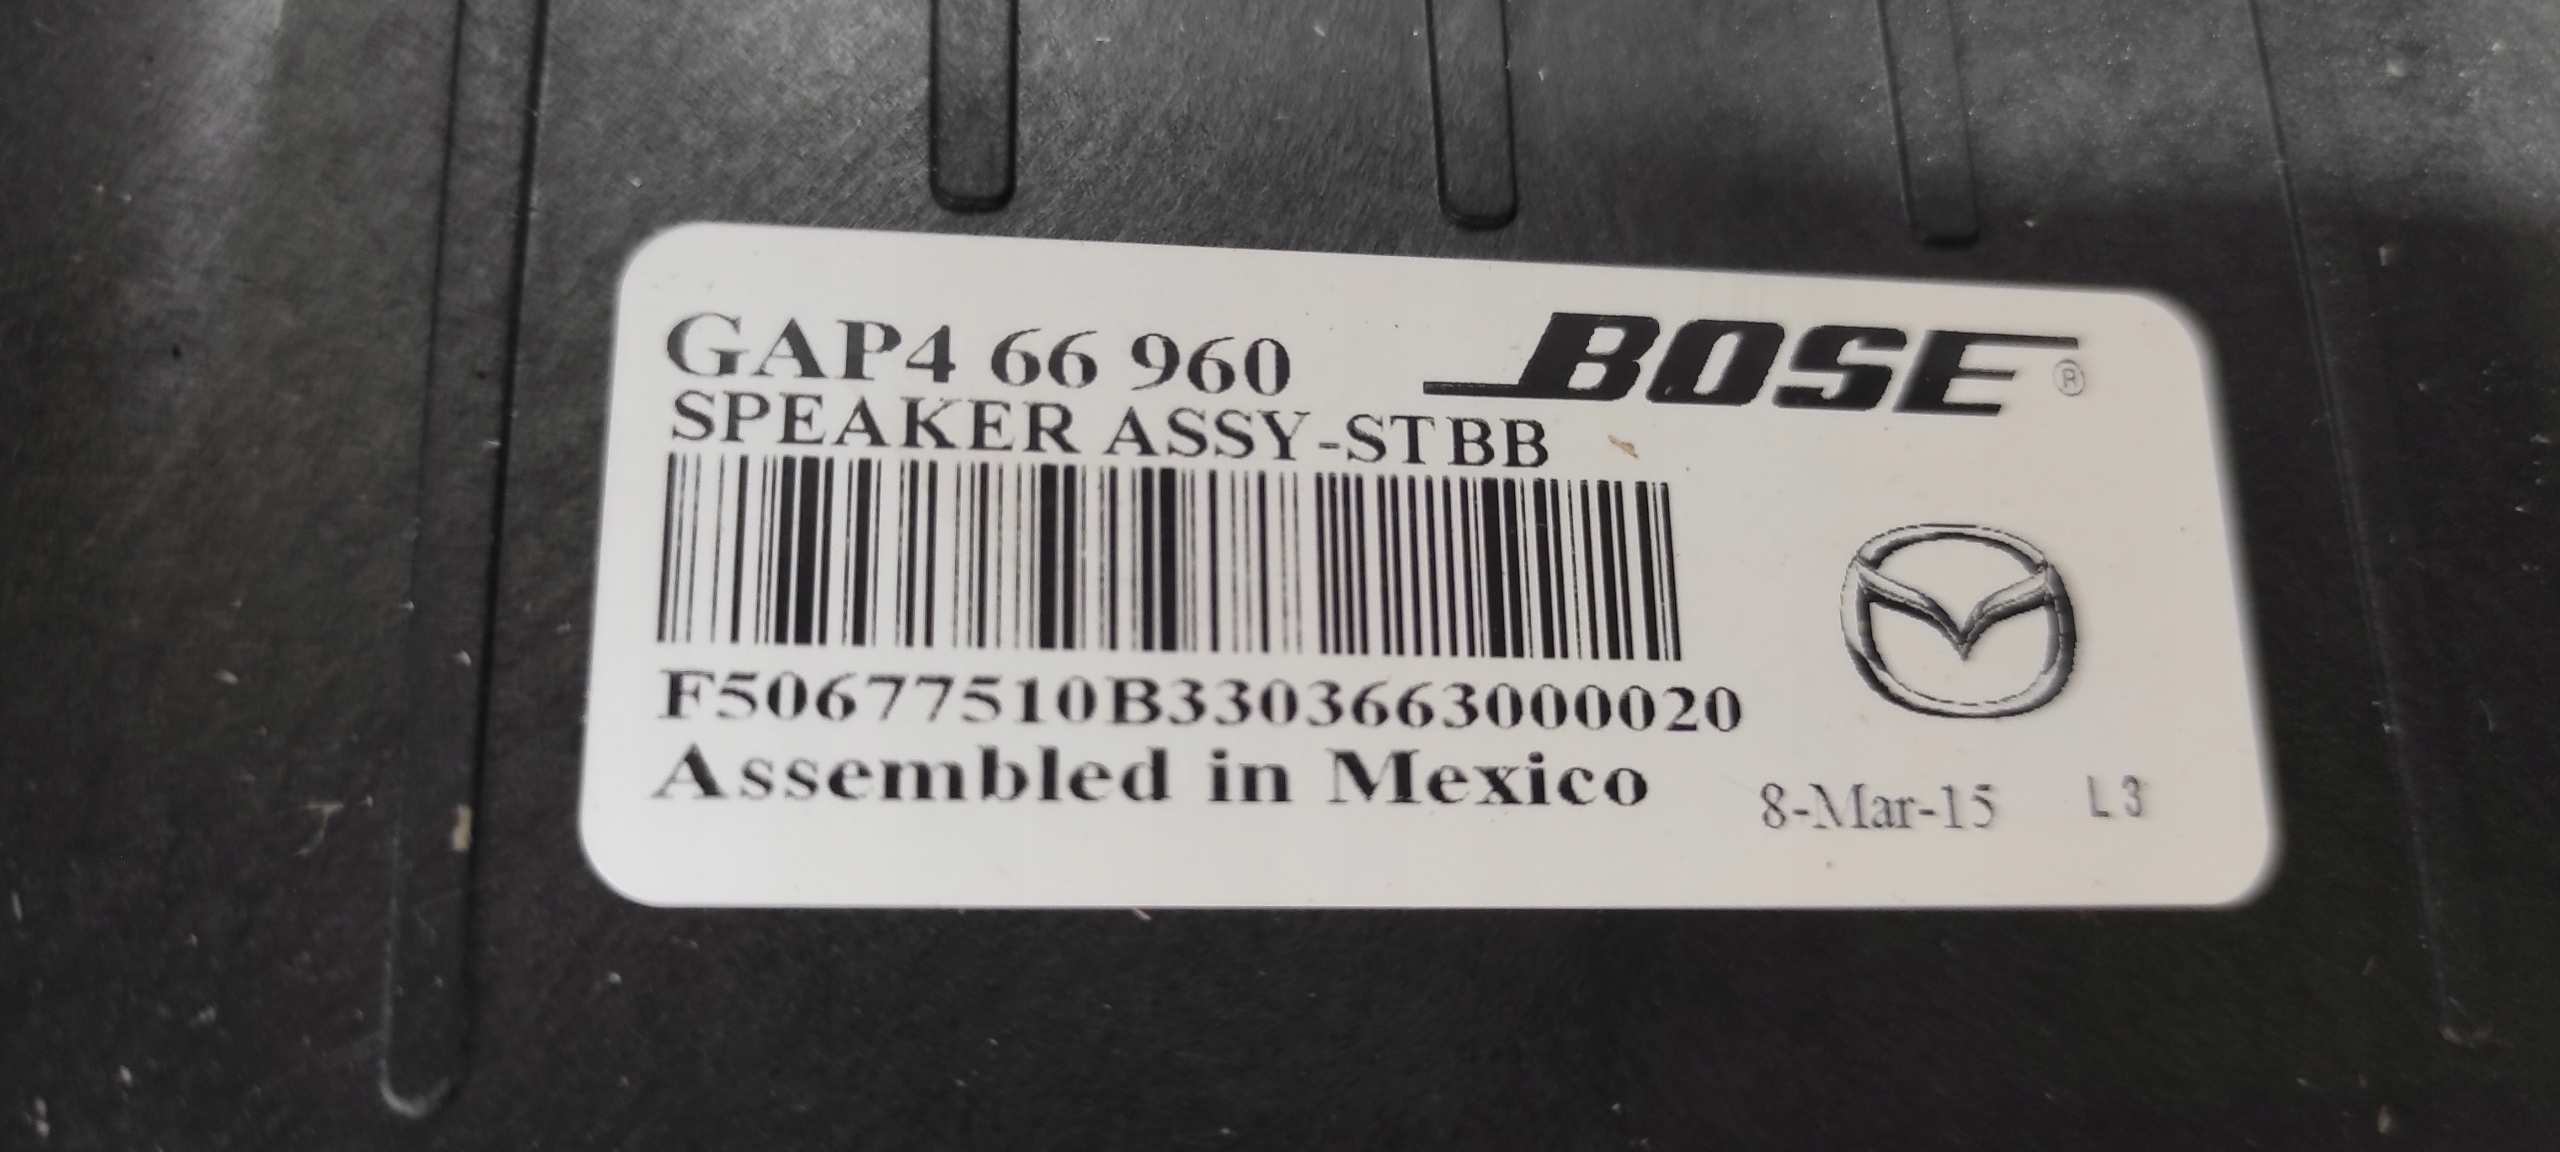 GAP4 66 960
BOSE®
SPEAKER ASSY-STBB
F50677510B3303663000020
Assembled in Mexico
8-Mar-15 L3